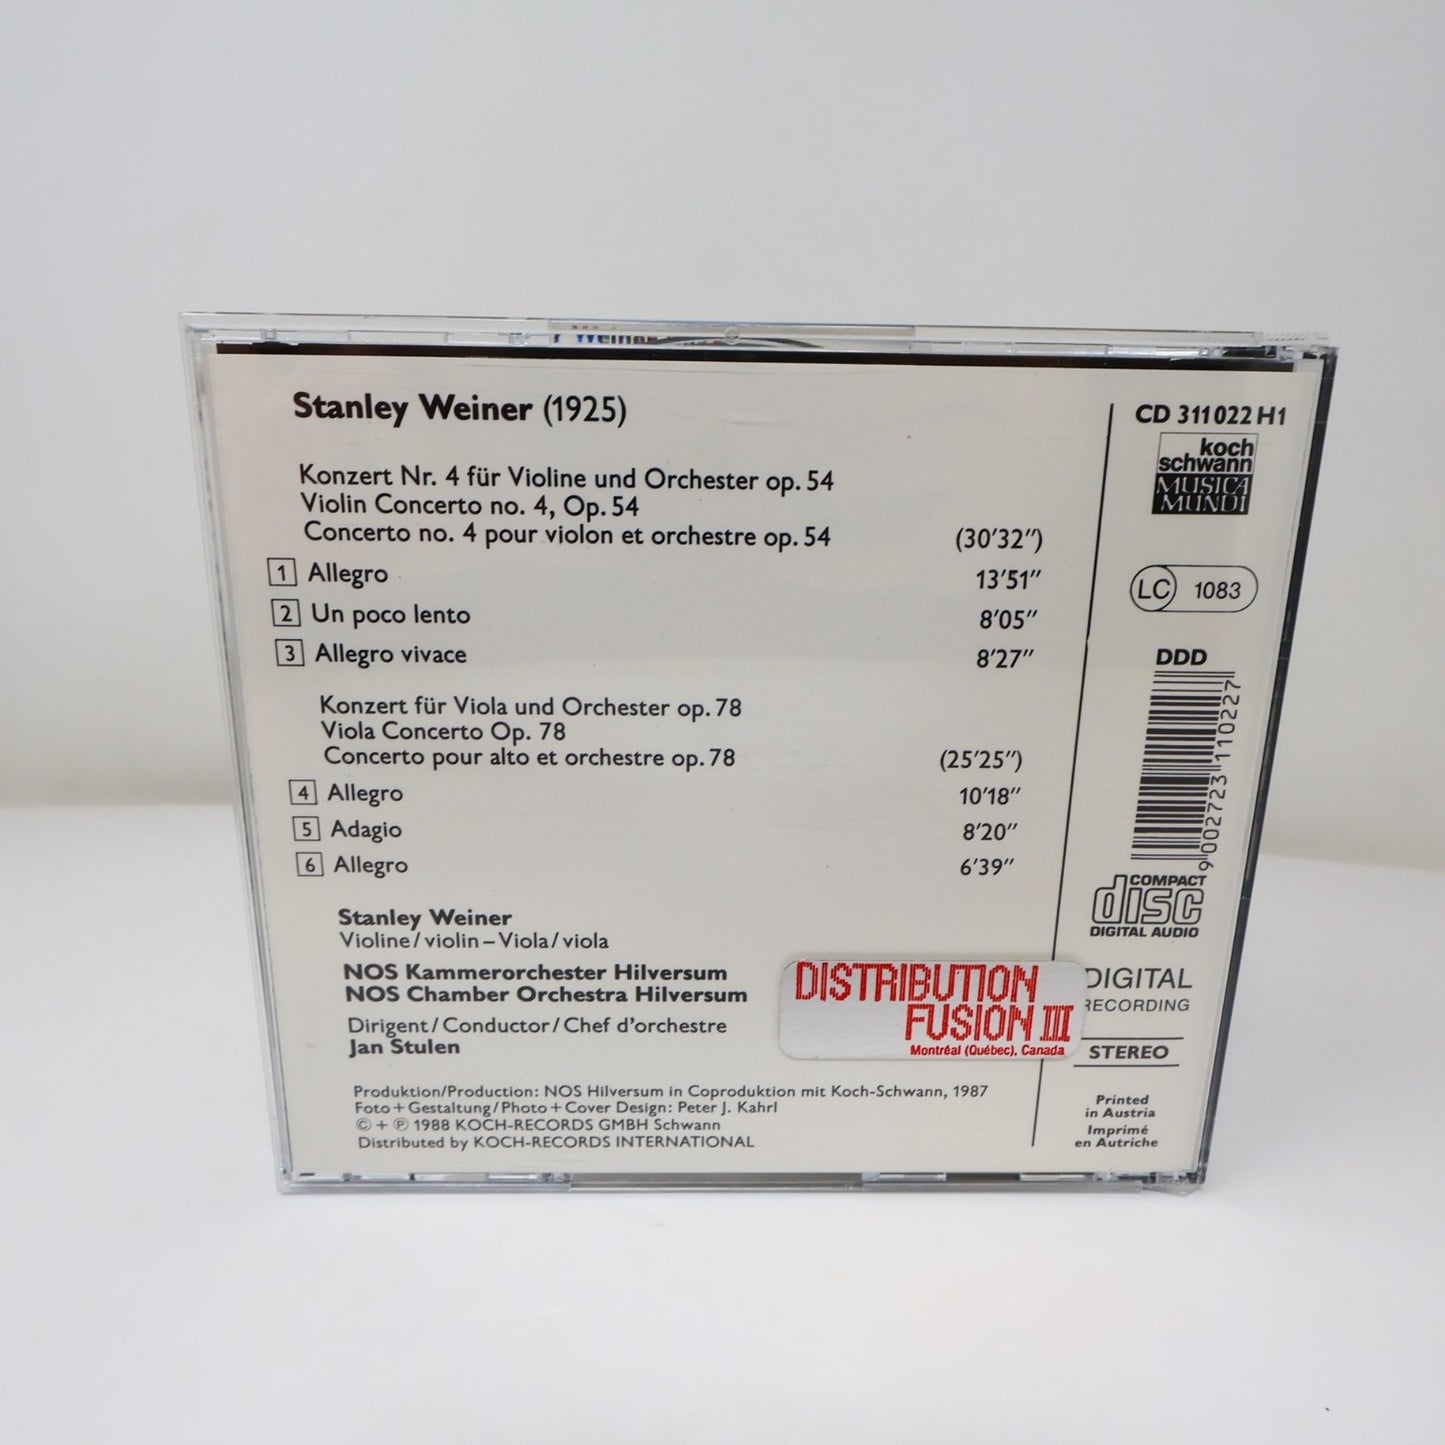 Stanley Weiner (1925)
Konzert Nr. 4 für Violine und Orchester op. 54
Violin Concerto no. 4, Op. 54
Concerto no. 4 pour violon et orchestre op. 54 (30'32")
1 Allegro 13'51"
2 Un poco lento 8'05"
3 Allegro vivace 8'27"
Konzert für Viola und Orchester op. 78
Viola Concerto Op. 78
Concerto pour alto et orchestre op. 78 (25'25")
4 Allegro 10'18"
5 Adagio 8'20"
6 Allegro 6'39"
Stanley Weiner
Violine/violin – Viola/viola
NOS Kammerorchester Hilversum
NOS Chamber Orchestra Hilversum
Dirigent/Conductor/Chef d'orchestre
Jan Stulen
Produktion/Production: NOS Hilversum in Coproduktion mit Koch-Schwann, 1987
Foto + Gestaltung/Photo + Cover Design: Peter J. Kahrl
© + ℗ 1988 KOCH-RECORDS GMBH Schwann
Distributed by KOCH-RECORDS INTERNATIONAL
CD 311 022 H1
koch
schwann
MUSICA
MUNDI
LC 1083
DDD
9 002723 110227
COMPACT
disc
DIGITAL AUDIO
DISTRIBUTION
FUSION III
Montréal (Québec), Canada
DIGITAL
RECORDING
STEREO
Printed
in Austria
Imprimé
en Autriche